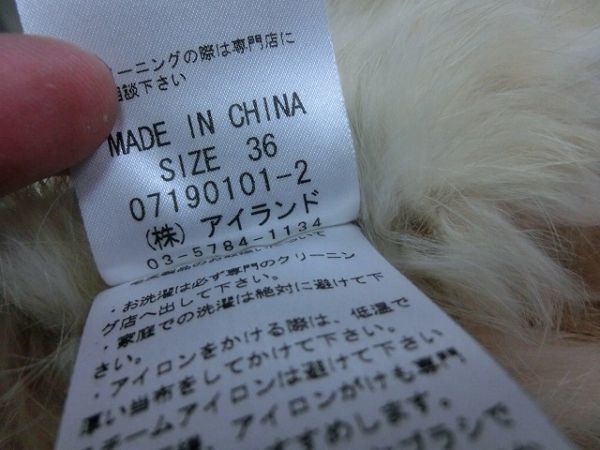 ーニングの際は専門店に
相談下さい
MADE IN CHINA
SIZE 36
07190101-2
(株) アイランド
03-5784-1134
・お洗濯は必ず専門のクリーニン
グ店へ出して下さい。
・家庭での洗濯は絶対に避けて下
さい。
・アイロンをかける際は、低温で
厚い当布をしてかけて下さい。
スチームアイロンは避けて下さい
アイロンがけも専門
すすめします。
ブラシで